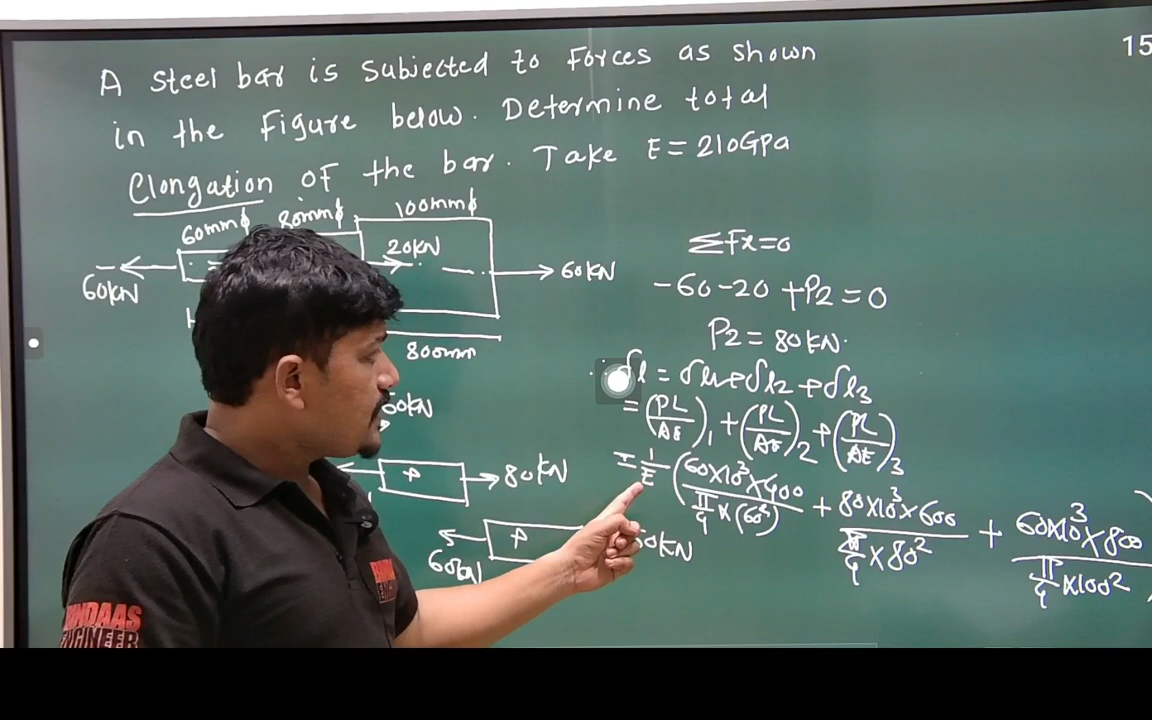 15
A steel bar is subjected to Forces as shown
in the Figure below. Determine total
Elongation of the bar. Take E = 210GPa
60mmϕ 80mmϕ 100mmϕ
60kN 20kN 60kN
800mm
80kN
60kN
ΣFx=0
-60-20 +P2=0
P2 = 80kN.
∴ δl = δl1+δl2+δl3
= (PL/AE)1 + (PL/AE)2 + (PL/AE)3
= 1/E (60×10³×400 / π/4 × (60²) + 80×10³×600 / π/4 × 80² + 60×10³×800 / π/4 × 100²)
BINDAAS
ENGINEER